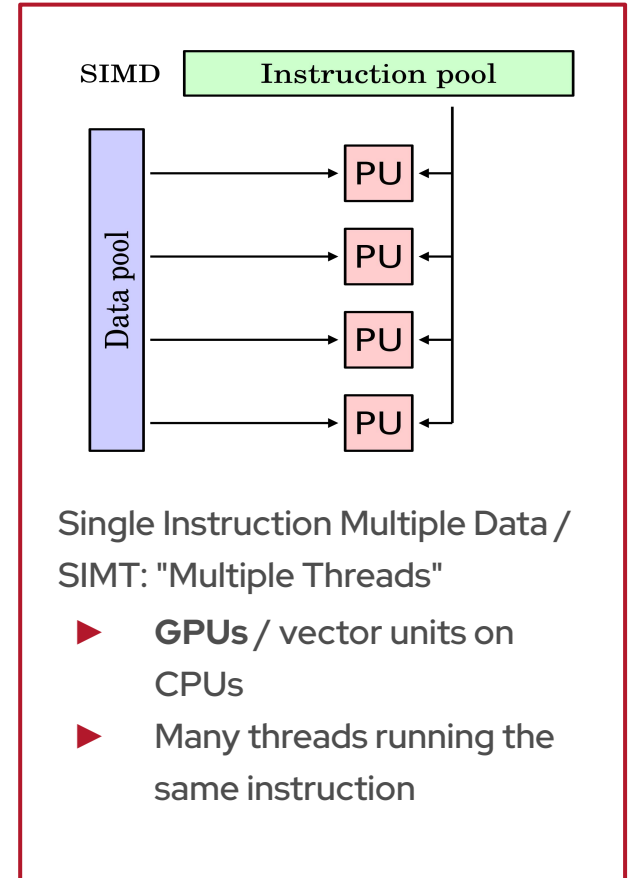 SIMD Instruction pool
Data pool
PU
PU
PU
PU
Single Instruction Multiple Data /
SIMT: "Multiple Threads"
► GPUs / vector units on
CPUs
► Many threads running the
same instruction